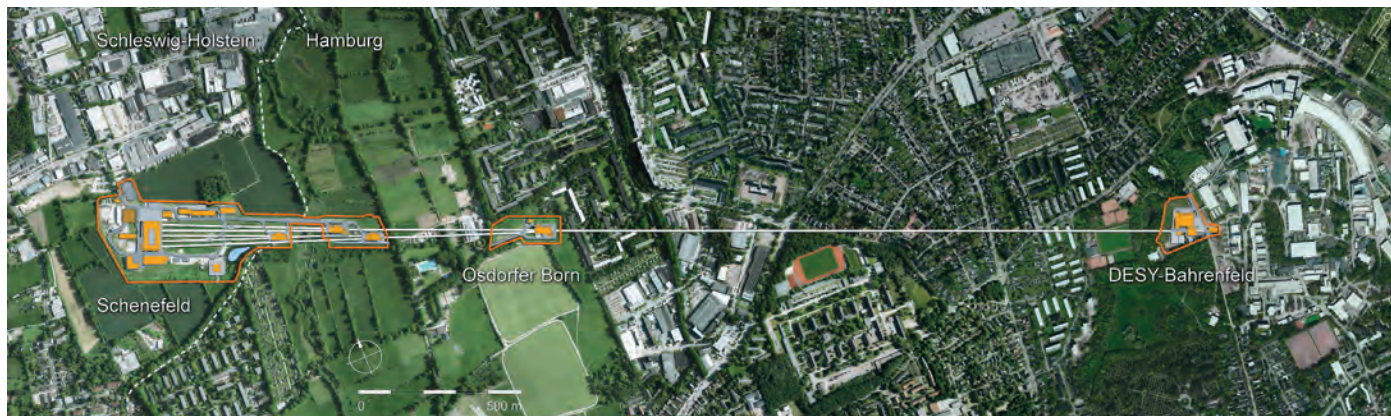 Schleswig-Holstein
Hamburg
Osdorfer Born
DESY-Bahrenfeld
Schenefeld
0
500 m